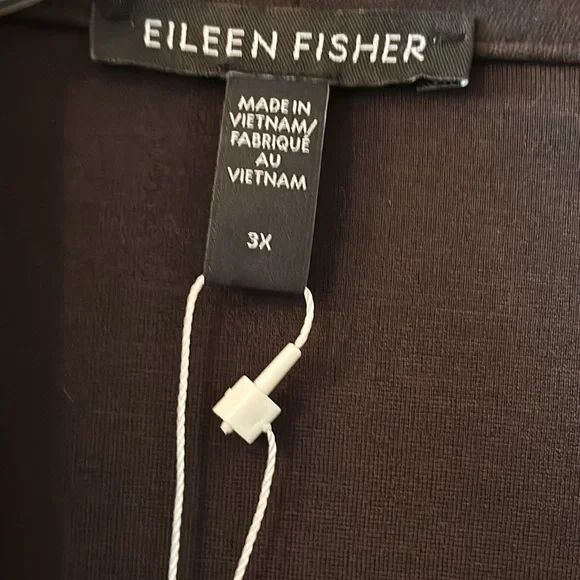 EILEEN FISHER
MADE IN
VIETNAM/
FABRIQUÉ
AU
VIETNAM
3X